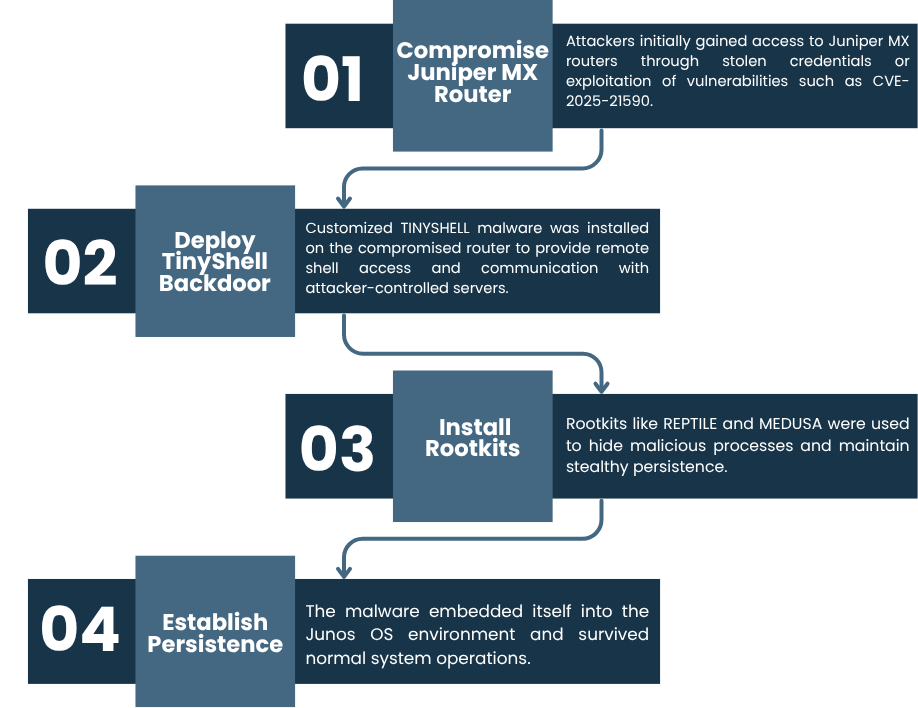 01
Compromise
Juniper MX
Router
Attackers initially gained access to Juniper MX
routers through stolen credentials or
exploitation of vulnerabilities such as CVE-
2025-21590.
02
Deploy
TinyShell
Backdoor
Customized TINYSHELL malware was installed
on the compromised router to provide remote
shell access and communication with
attacker-controlled servers.
03
Install
Rootkits
Rootkits like REPTILE and MEDUSA were used
to hide malicious processes and maintain
stealthy persistence.
04
Establish
Persistence
The malware embedded itself into the
Junos OS environment and survived
normal system operations.